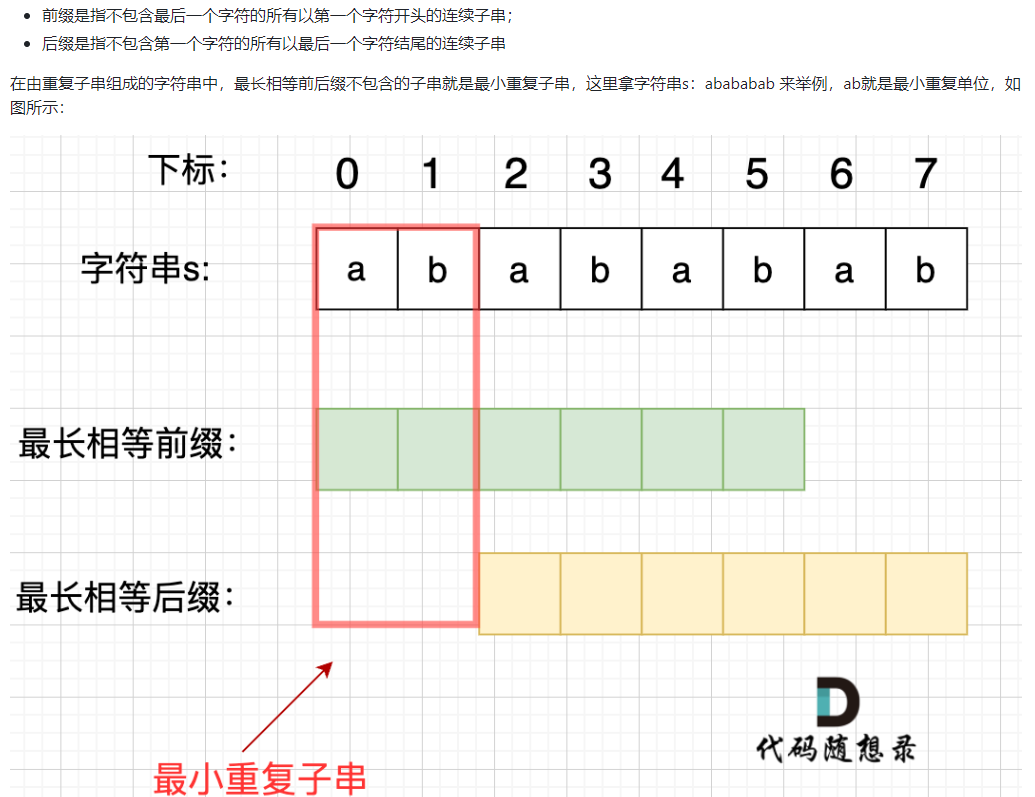 前缀是指不包含最后一个字符的所有以第一个字符开头的连续子串；
后缀是指不包含第一个字符的所有以最后一个字符结尾的连续子串
在由重复子串组成的字符串中，最长相等前后缀不包含的子串就是最小重复子串，这里拿字符串s：abababab 来举例，ab就是最小重复单位，如
图所示：
下标： 0 1 2 3 4 5 6 7
字符串s: a b a b a b a b
最长相等前缀：
最长相等后缀：
最小重复子串
代码随想录